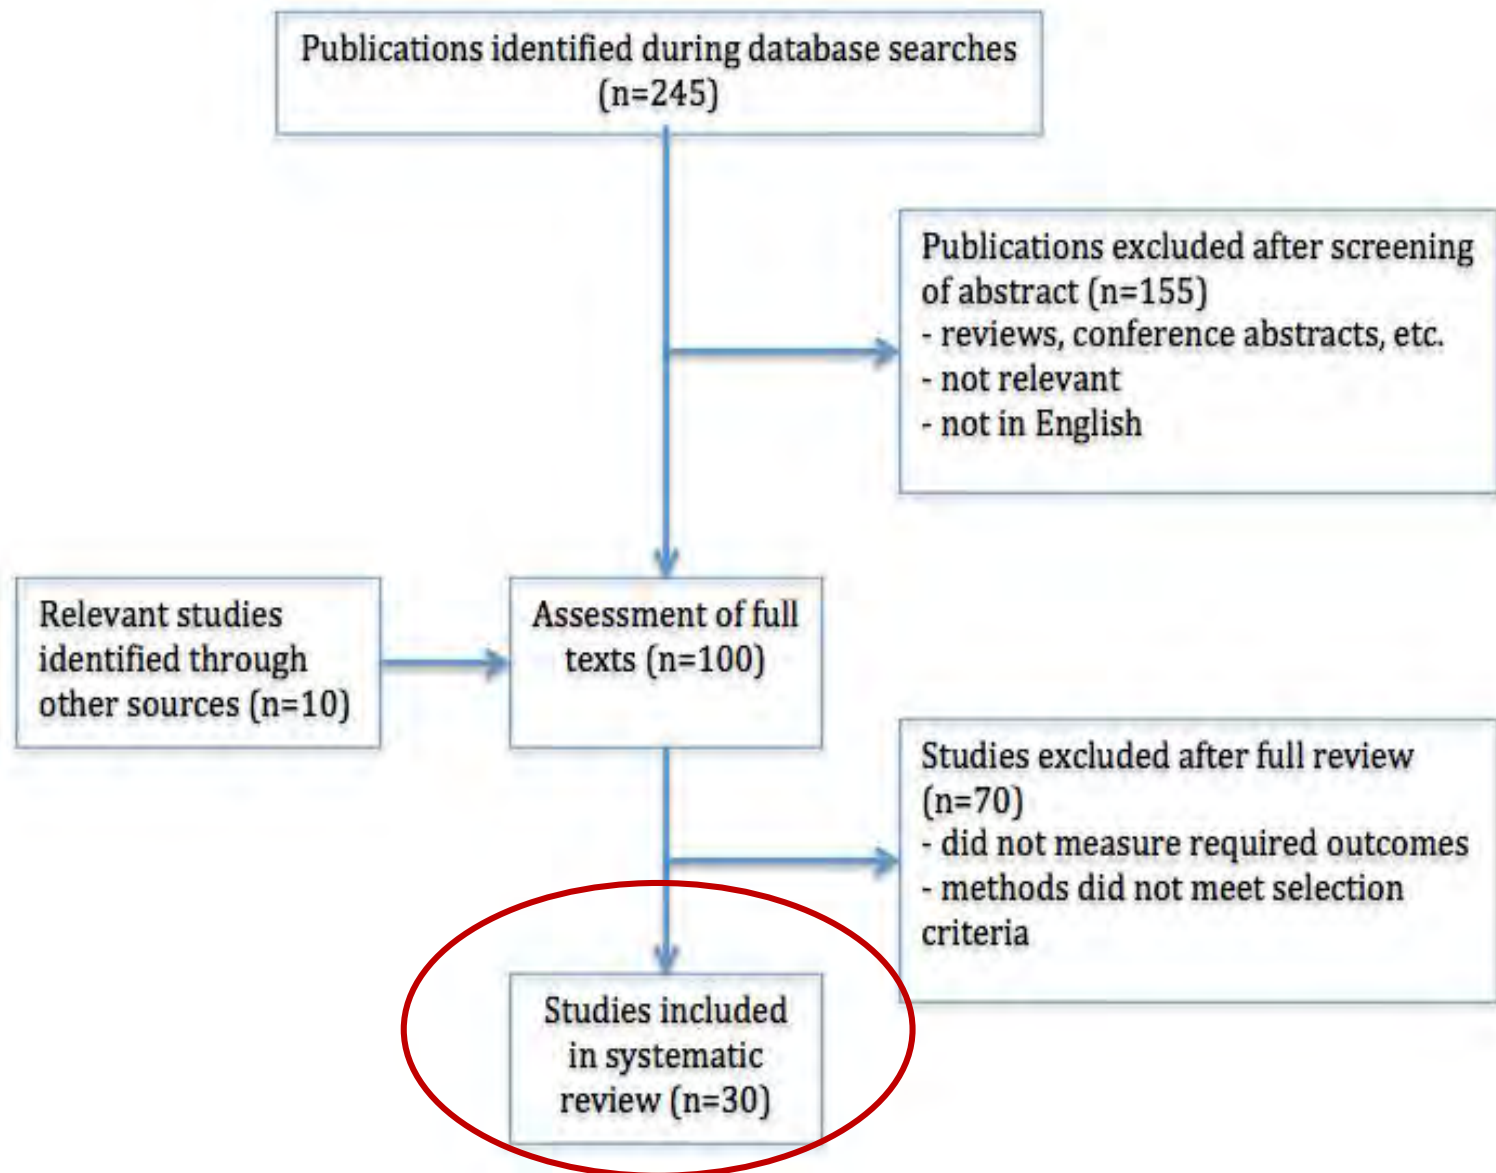 Publications identified during database searches
(n=245)
Publications excluded after screening
of abstract (n=155)
- reviews, conference abstracts, etc.
- not relevant
- not in English
Relevant studies
identified through
other sources (n=10)
Assessment of full
texts (n=100)
Studies excluded after full review
(n=70)
- did not measure required outcomes
- methods did not meet selection
criteria
Studies included
in systematic
review (n=30)